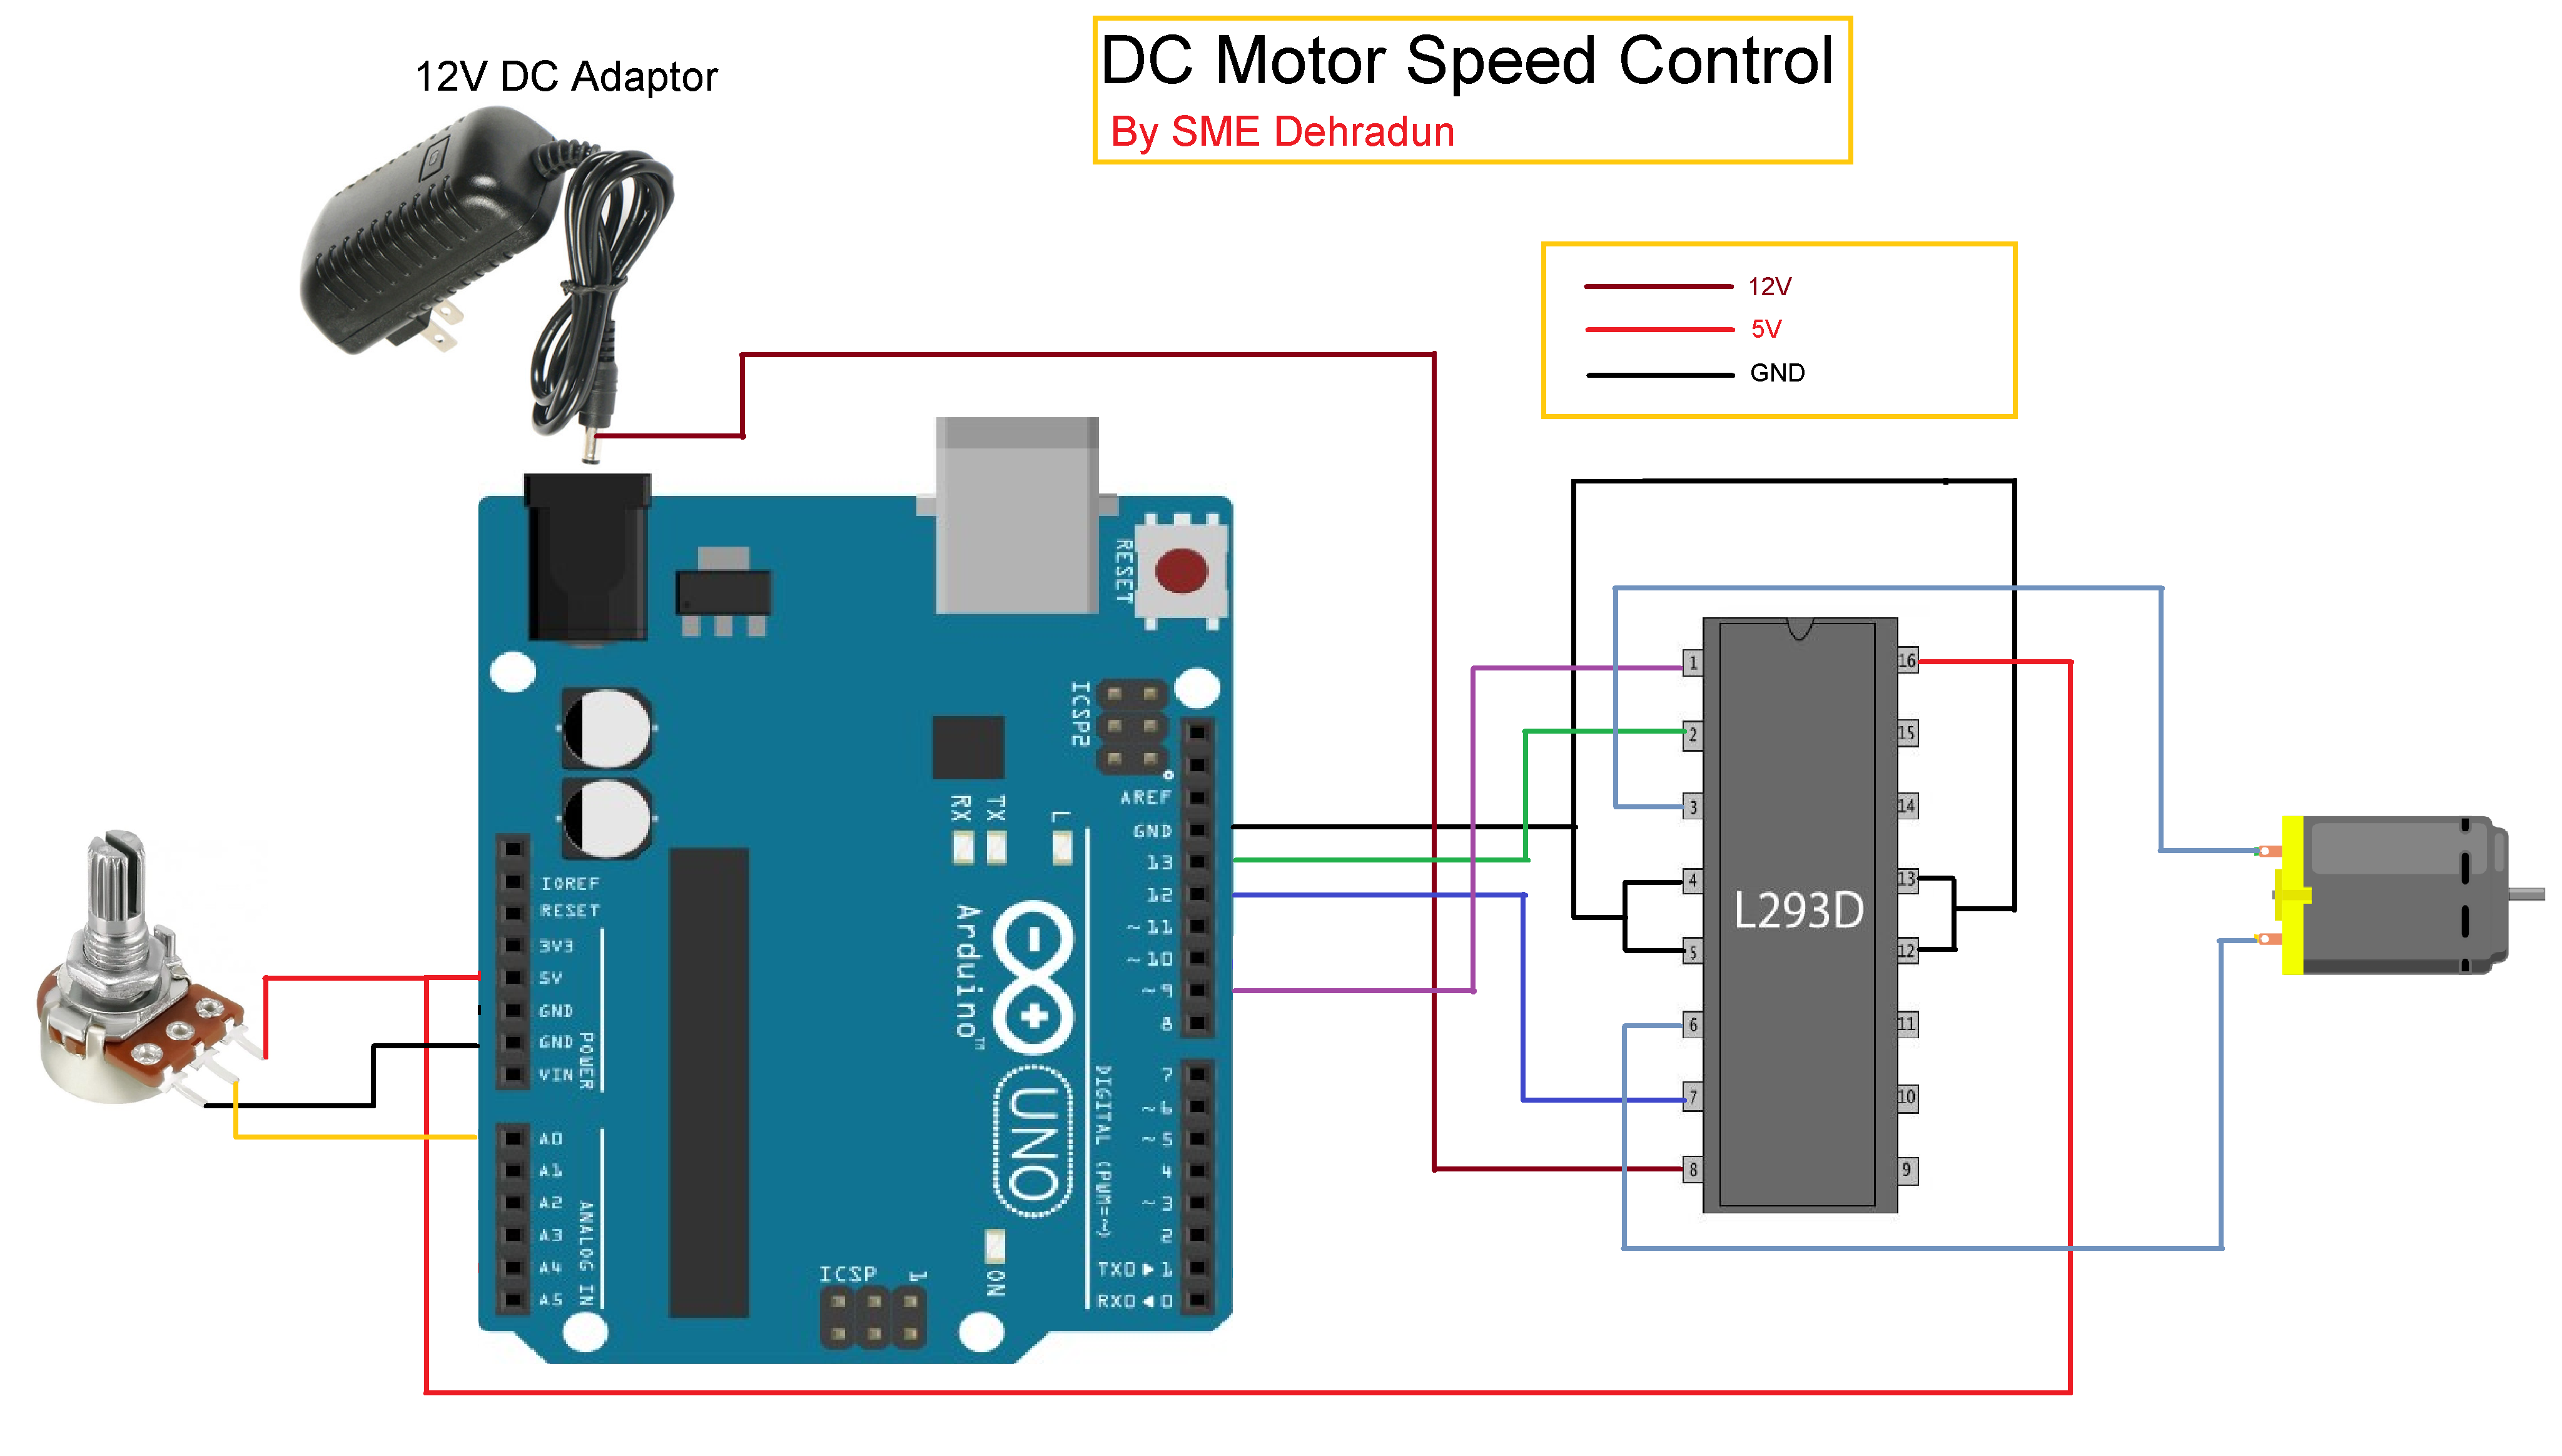 12V DC Adaptor
DC Motor Speed Control
By SME Dehradun
12V
5V
GND
RESET
ICSP2
AREF
GND
13
12
~11
~10
~9
8
7
~6
~5
4
~3
2
TX0▶1
RX0◀0
RX
TX
L
Arduino™
UNO
DIGITAL (PWM=~)
IOREF
RESET
3V3
5V
GND
GND
VIN
POWER
A0
A1
A2
A3
A4
A5
ANALOG IN
ICSP
1
ON
1
2
3
4
5
6
7
8
L293D
16
15
14
13
12
11
10
9